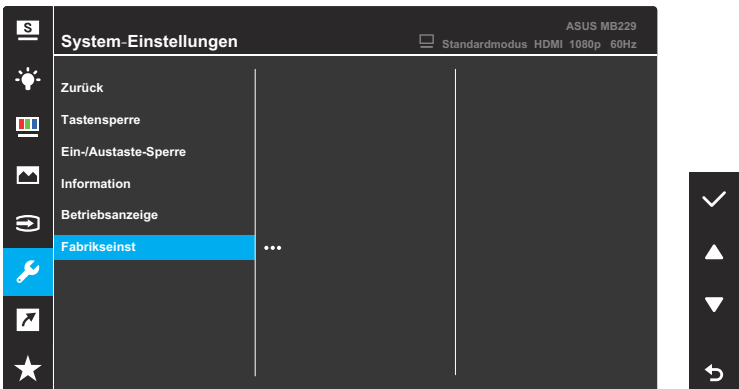 S
ASUS MB229
System-Einstellungen
Standardmodus HDMI 1080p 60Hz
Zurück
Tastensperre
Ein-/Austaste-Sperre
Information
Betriebsanzeige
Fabrikseinst